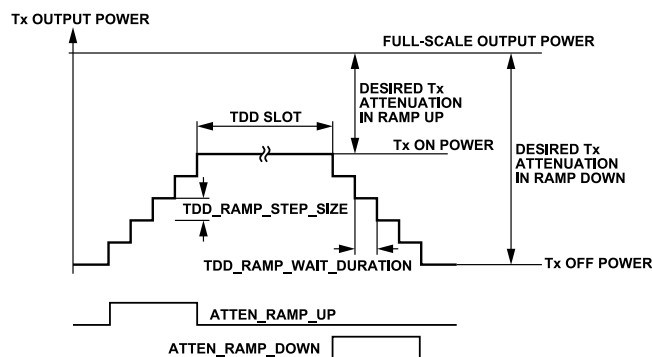 Tx OUTPUT POWER
FULL-SCALE OUTPUT POWER
DESIRED Tx
ATTENUATION
IN RAMP UP
TDD SLOT
Tx ON POWER
DESIRED Tx
ATTENUATION
IN RAMP DOWN
TDD_RAMP_STEP_SIZE
TDD_RAMP_WAIT_DURATION
Tx OFF POWER
ATTEN_RAMP_UP
ATTEN_RAMP_DOWN